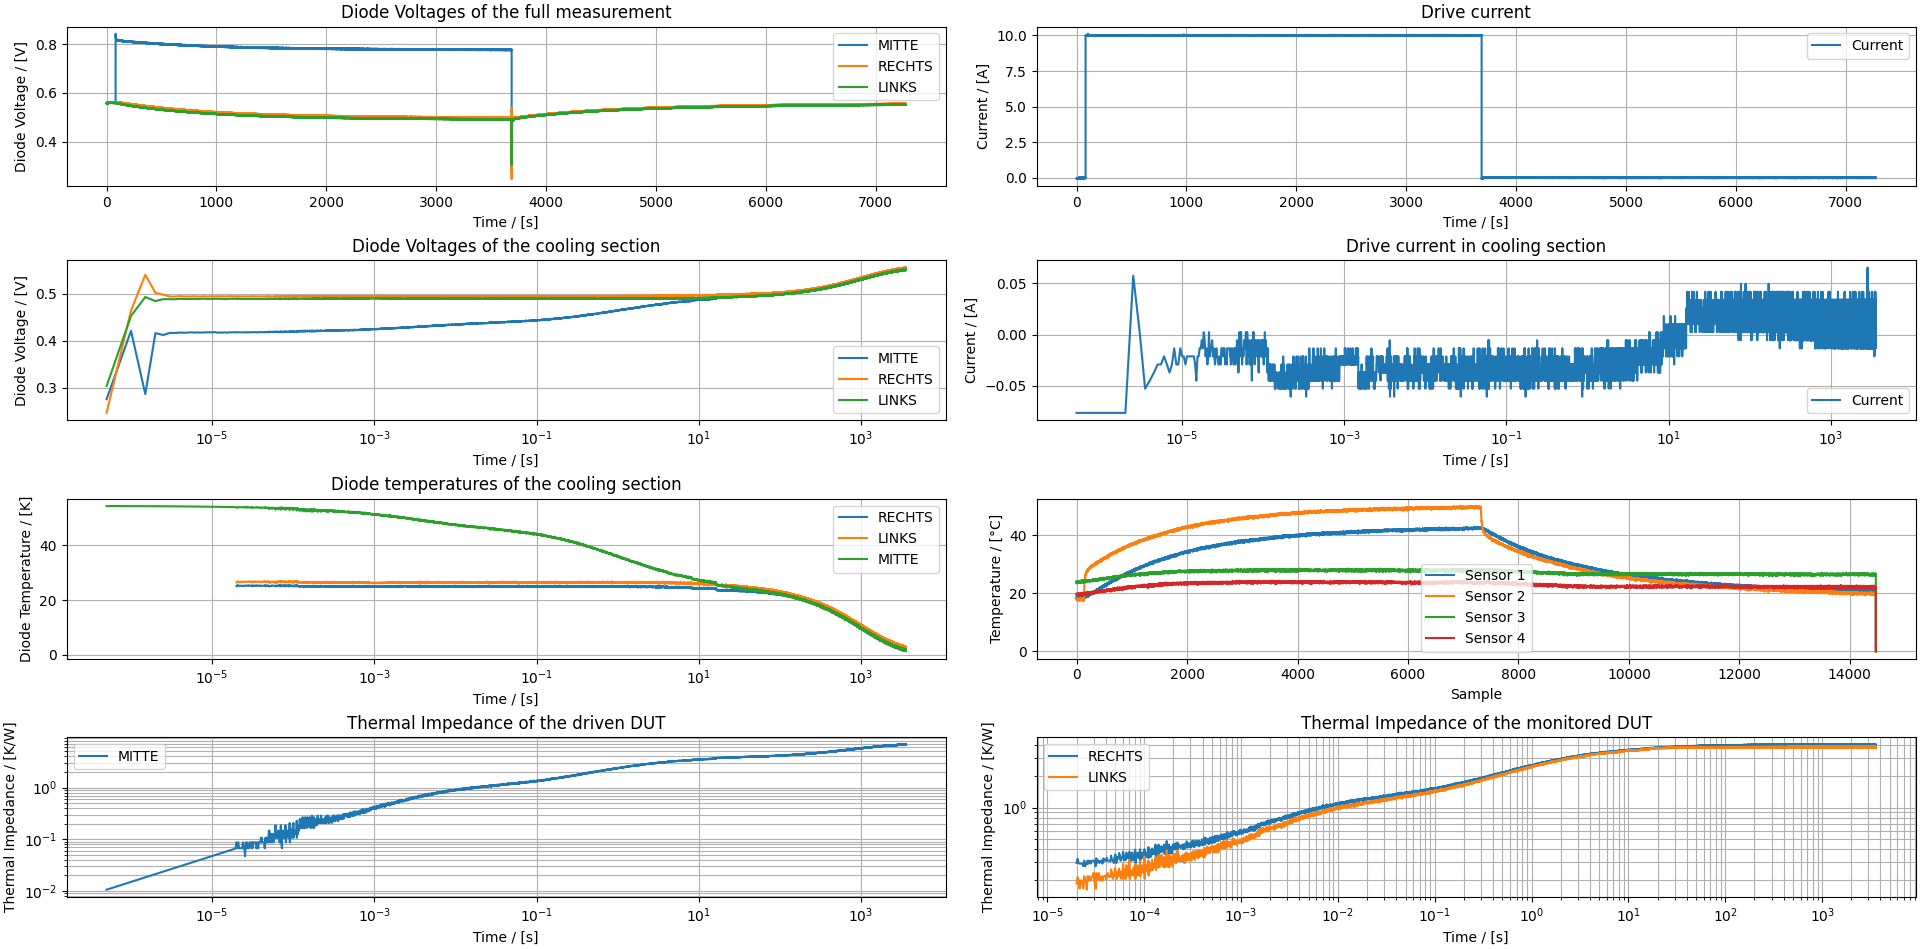 Diode Voltages of the full measurement
Diode Voltage / [V]
0.8
0.6
0.4
MITTE
RECHTS
LINKS
0 1000 2000 3000 4000 5000 6000 7000
Time / [s]
Drive current
Current / [A]
10.0
7.5
5.0
2.5
0.0
Current
0 1000 2000 3000 4000 5000 6000 7000
Time / [s]
Diode Voltages of the cooling section
Diode Voltage / [V]
0.5
0.4
0.3
MITTE
RECHTS
LINKS
10⁻⁵ 10⁻³ 10⁻¹ 10¹ 10³
Time / [s]
Drive current in cooling section
Current / [A]
0.05
0.00
−0.05
Current
10⁻⁵ 10⁻³ 10⁻¹ 10¹ 10³
Time / [s]
Diode temperatures of the cooling section
Diode Temperature / [K]
40
20
0
RECHTS
LINKS
MITTE
10⁻⁵ 10⁻³ 10⁻¹ 10¹ 10³
Time / [s]
Temperature / [°C]
40
20
0
Sensor 1
Sensor 2
Sensor 3
Sensor 4
0 2000 4000 6000 8000 10000 12000 14000
Sample
Thermal Impedance of the driven DUT
Thermal Impedance / [K/W]
10⁰
10⁻¹
10⁻²
MITTE
10⁻⁵ 10⁻³ 10⁻¹ 10¹ 10³
Time / [s]
Thermal Impedance of the monitored DUT
Thermal Impedance / [K/W]
10⁰
RECHTS
LINKS
10⁻⁵ 10⁻⁴ 10⁻³ 10⁻² 10⁻¹ 10⁰ 10¹ 10² 10³
Time / [s]